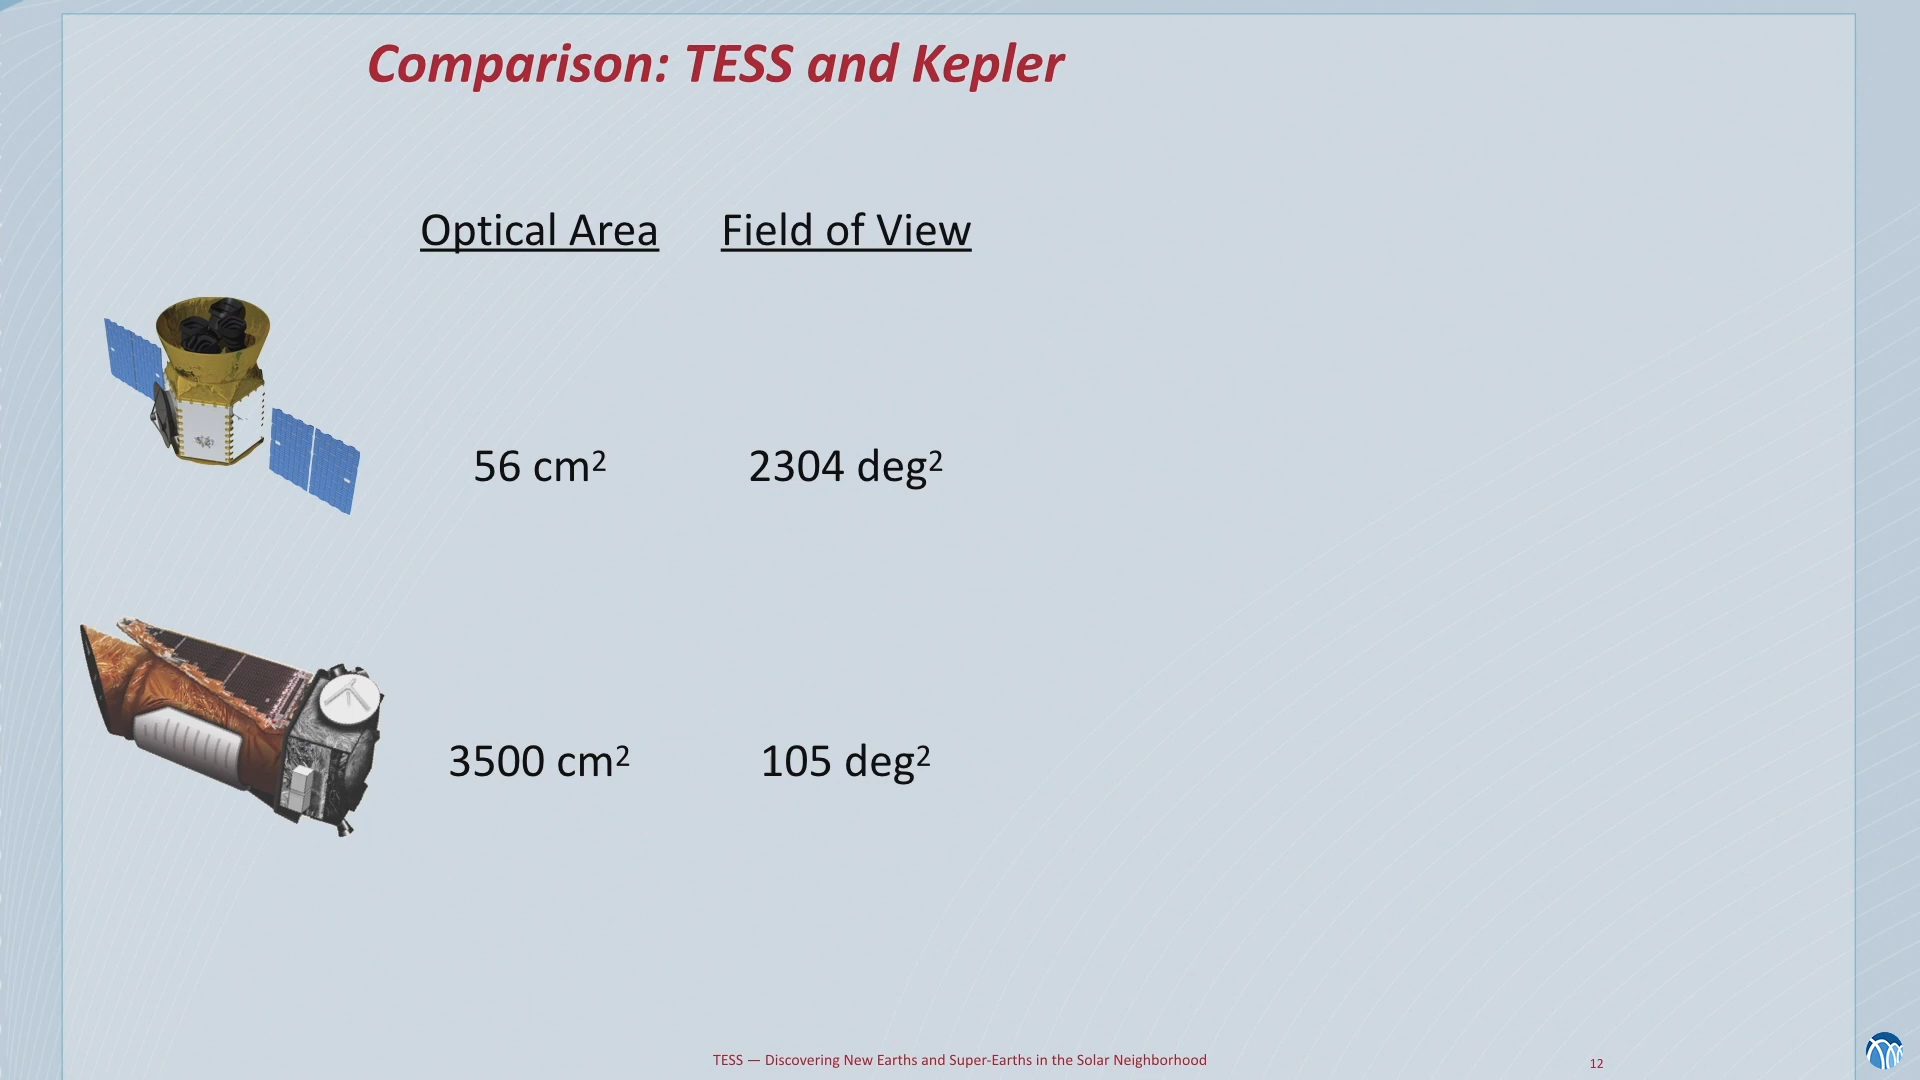 Comparison: TESS and Kepler
Optical Area Field of View
56 cm² 2304 deg²
3500 cm² 105 deg²
TESS — Discovering New Earths and Super-Earths in the Solar Neighborhood
12